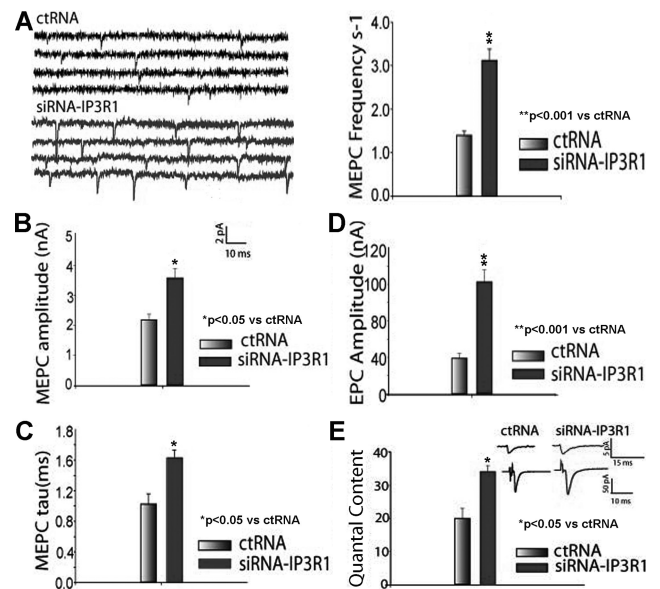 A
ctRNA
siRNA-IP3R1
MEPC Frequency s-1
4.0
3.0
2.0
1.0
0.0
**
**p<0.001 vs ctRNA
ctRNA
siRNA-IP3R1
B
MEPC amplitude (nA)
5
4
3
2
1
0
*
2 pA
10 ms
*p<0.05 vs ctRNA
ctRNA
siRNA-IP3R1
D
EPC Amplitude (nA)
120
100
80
40
0
**
**p<0.001 vs ctRNA
ctRNA
siRNA-IP3R1
C
MEPC tau(ms)
1.8
1.6
1.2
0.8
0.4
0.0
*
*p<0.05 vs ctRNA
ctRNA
siRNA-IP3R1
E
Quantal Content
40
30
20
10
0
*
ctRNA
siRNA-IP3R1
5 pA
15 ms
50 pA
10 ms
*p<0.05 vs ctRNA
ctRNA
siRNA-IP3R1